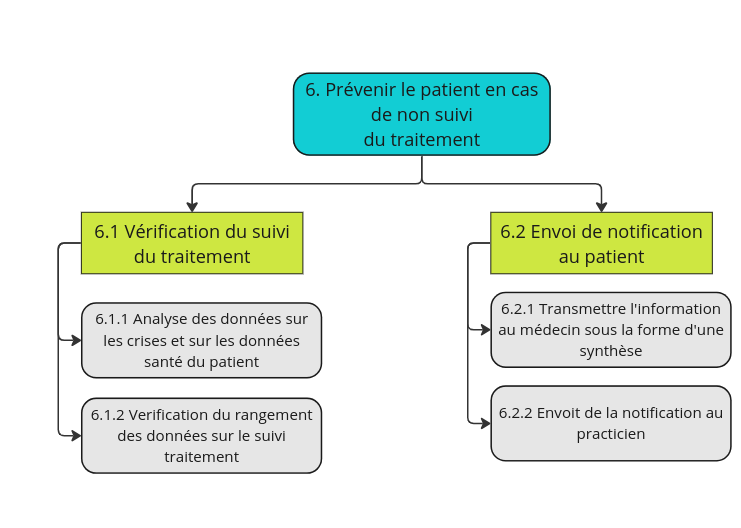 6. Prévenir le patient en cas
de non suivi
du traitement
6.1 Vérification du suivi
du traitement
6.2 Envoi de notification
au patient
6.1.1 Analyse des données sur
les crises et sur les données
santé du patient
6.2.1 Transmettre l'information
au médecin sous la forme d'une
synthèse
6.1.2 Verification du rangement
des données sur le suivi
traitement
6.2.2 Envoit de la notification au
practicien